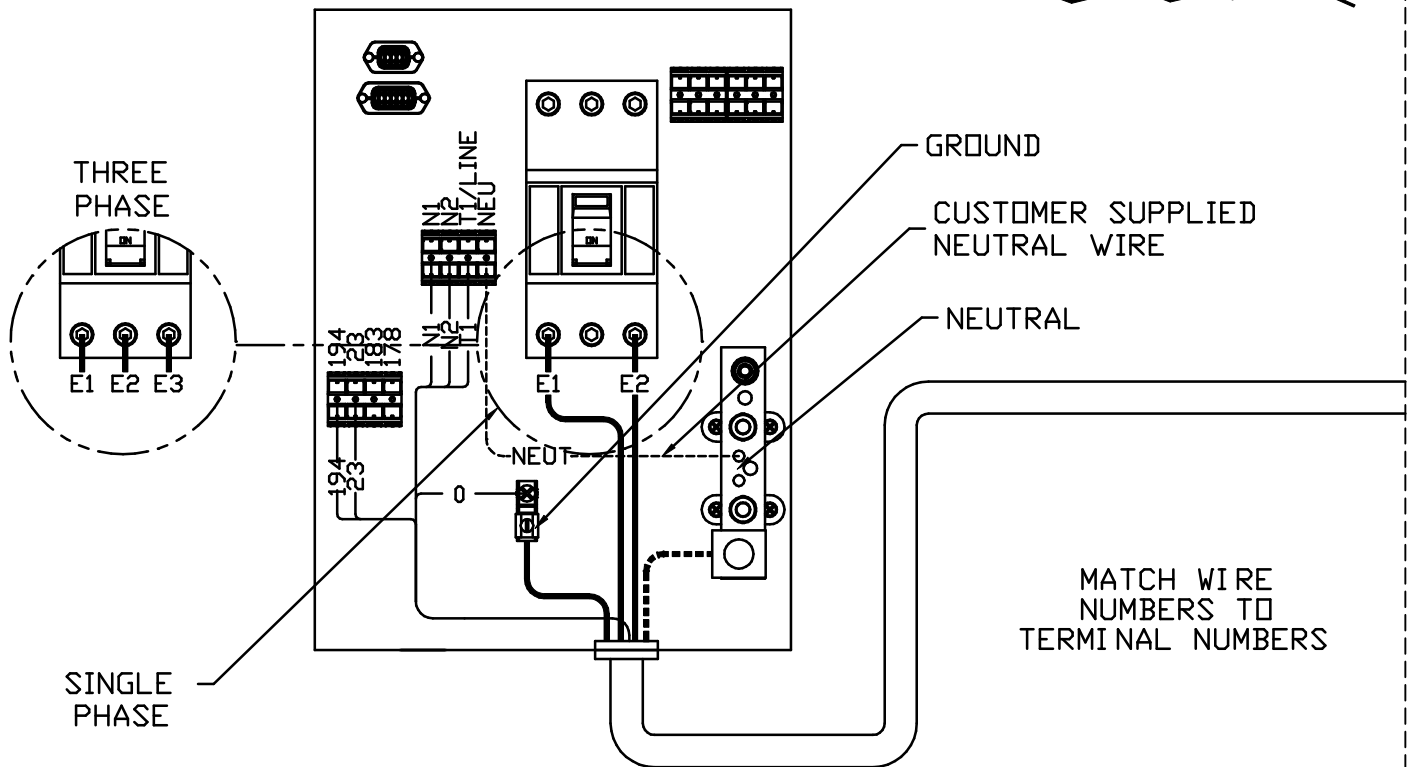 THREE
PHASE
ON
E1 E2 E3
N1
N2
T1/LINE
NEU
ON
194
23
183
178
N1
N2
T1
E1
E2
NEUT
194
23
0
GROUND
CUSTOMER SUPPLIED
NEUTRAL WIRE
NEUTRAL
SINGLE
PHASE
MATCH WIRE
NUMBERS TO
TERMINAL NUMBERS